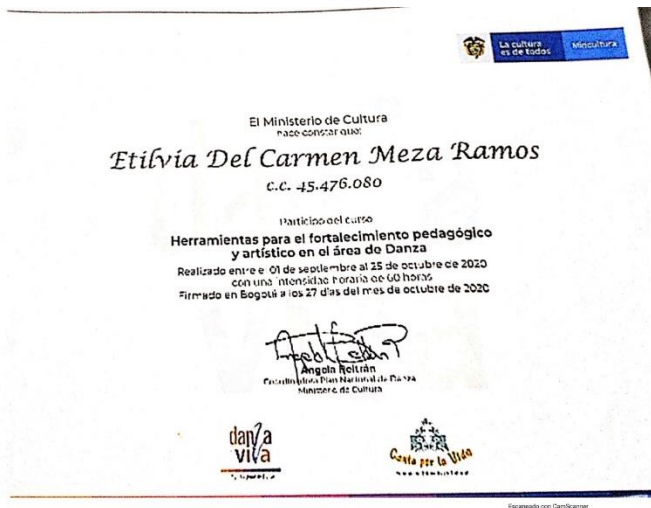 La cultura
es de todos
Mincultura
El Ministerio de Cultura
hace constar que:
Etilvia Del Carmen Meza Ramos
c.c. 45.476.080
Participó del curso
Herramientas para el fortalecimiento pedagógico
y artístico en el área de Danza
Realizado entre el 01 de septiembre al 25 de octubre de 2020
con una intensidad horaria de 60 horas
Firmado en Bogotá a los 27 días del mes de octubre de 2020
Angela Beltrán
Coordinadora Plan Nacional de Danza
Ministerio de Cultura
danza
viva
Canta por la Vida
Escaneado con CamScanner